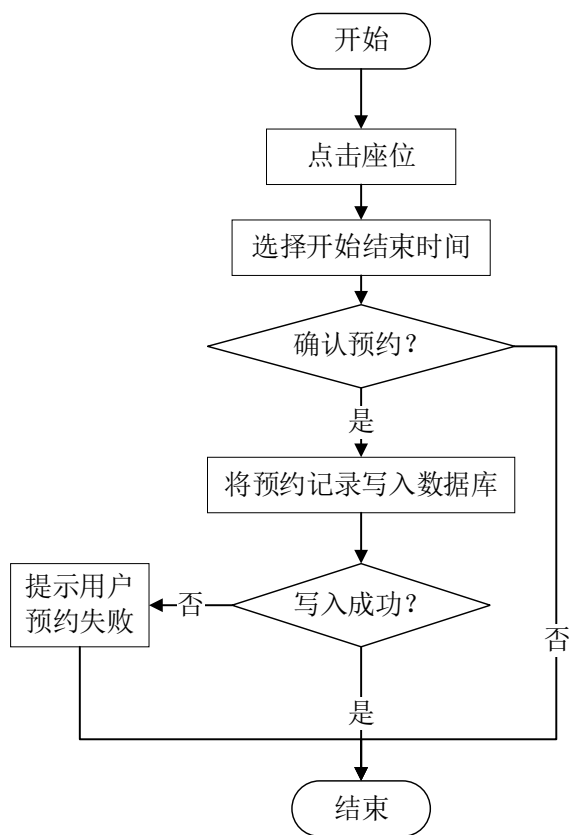 开始
点击座位
选择开始结束时间
确认预约？
是
将预约记录写入数据库
提示用户
预约失败
否
写入成功？
否
是
结束